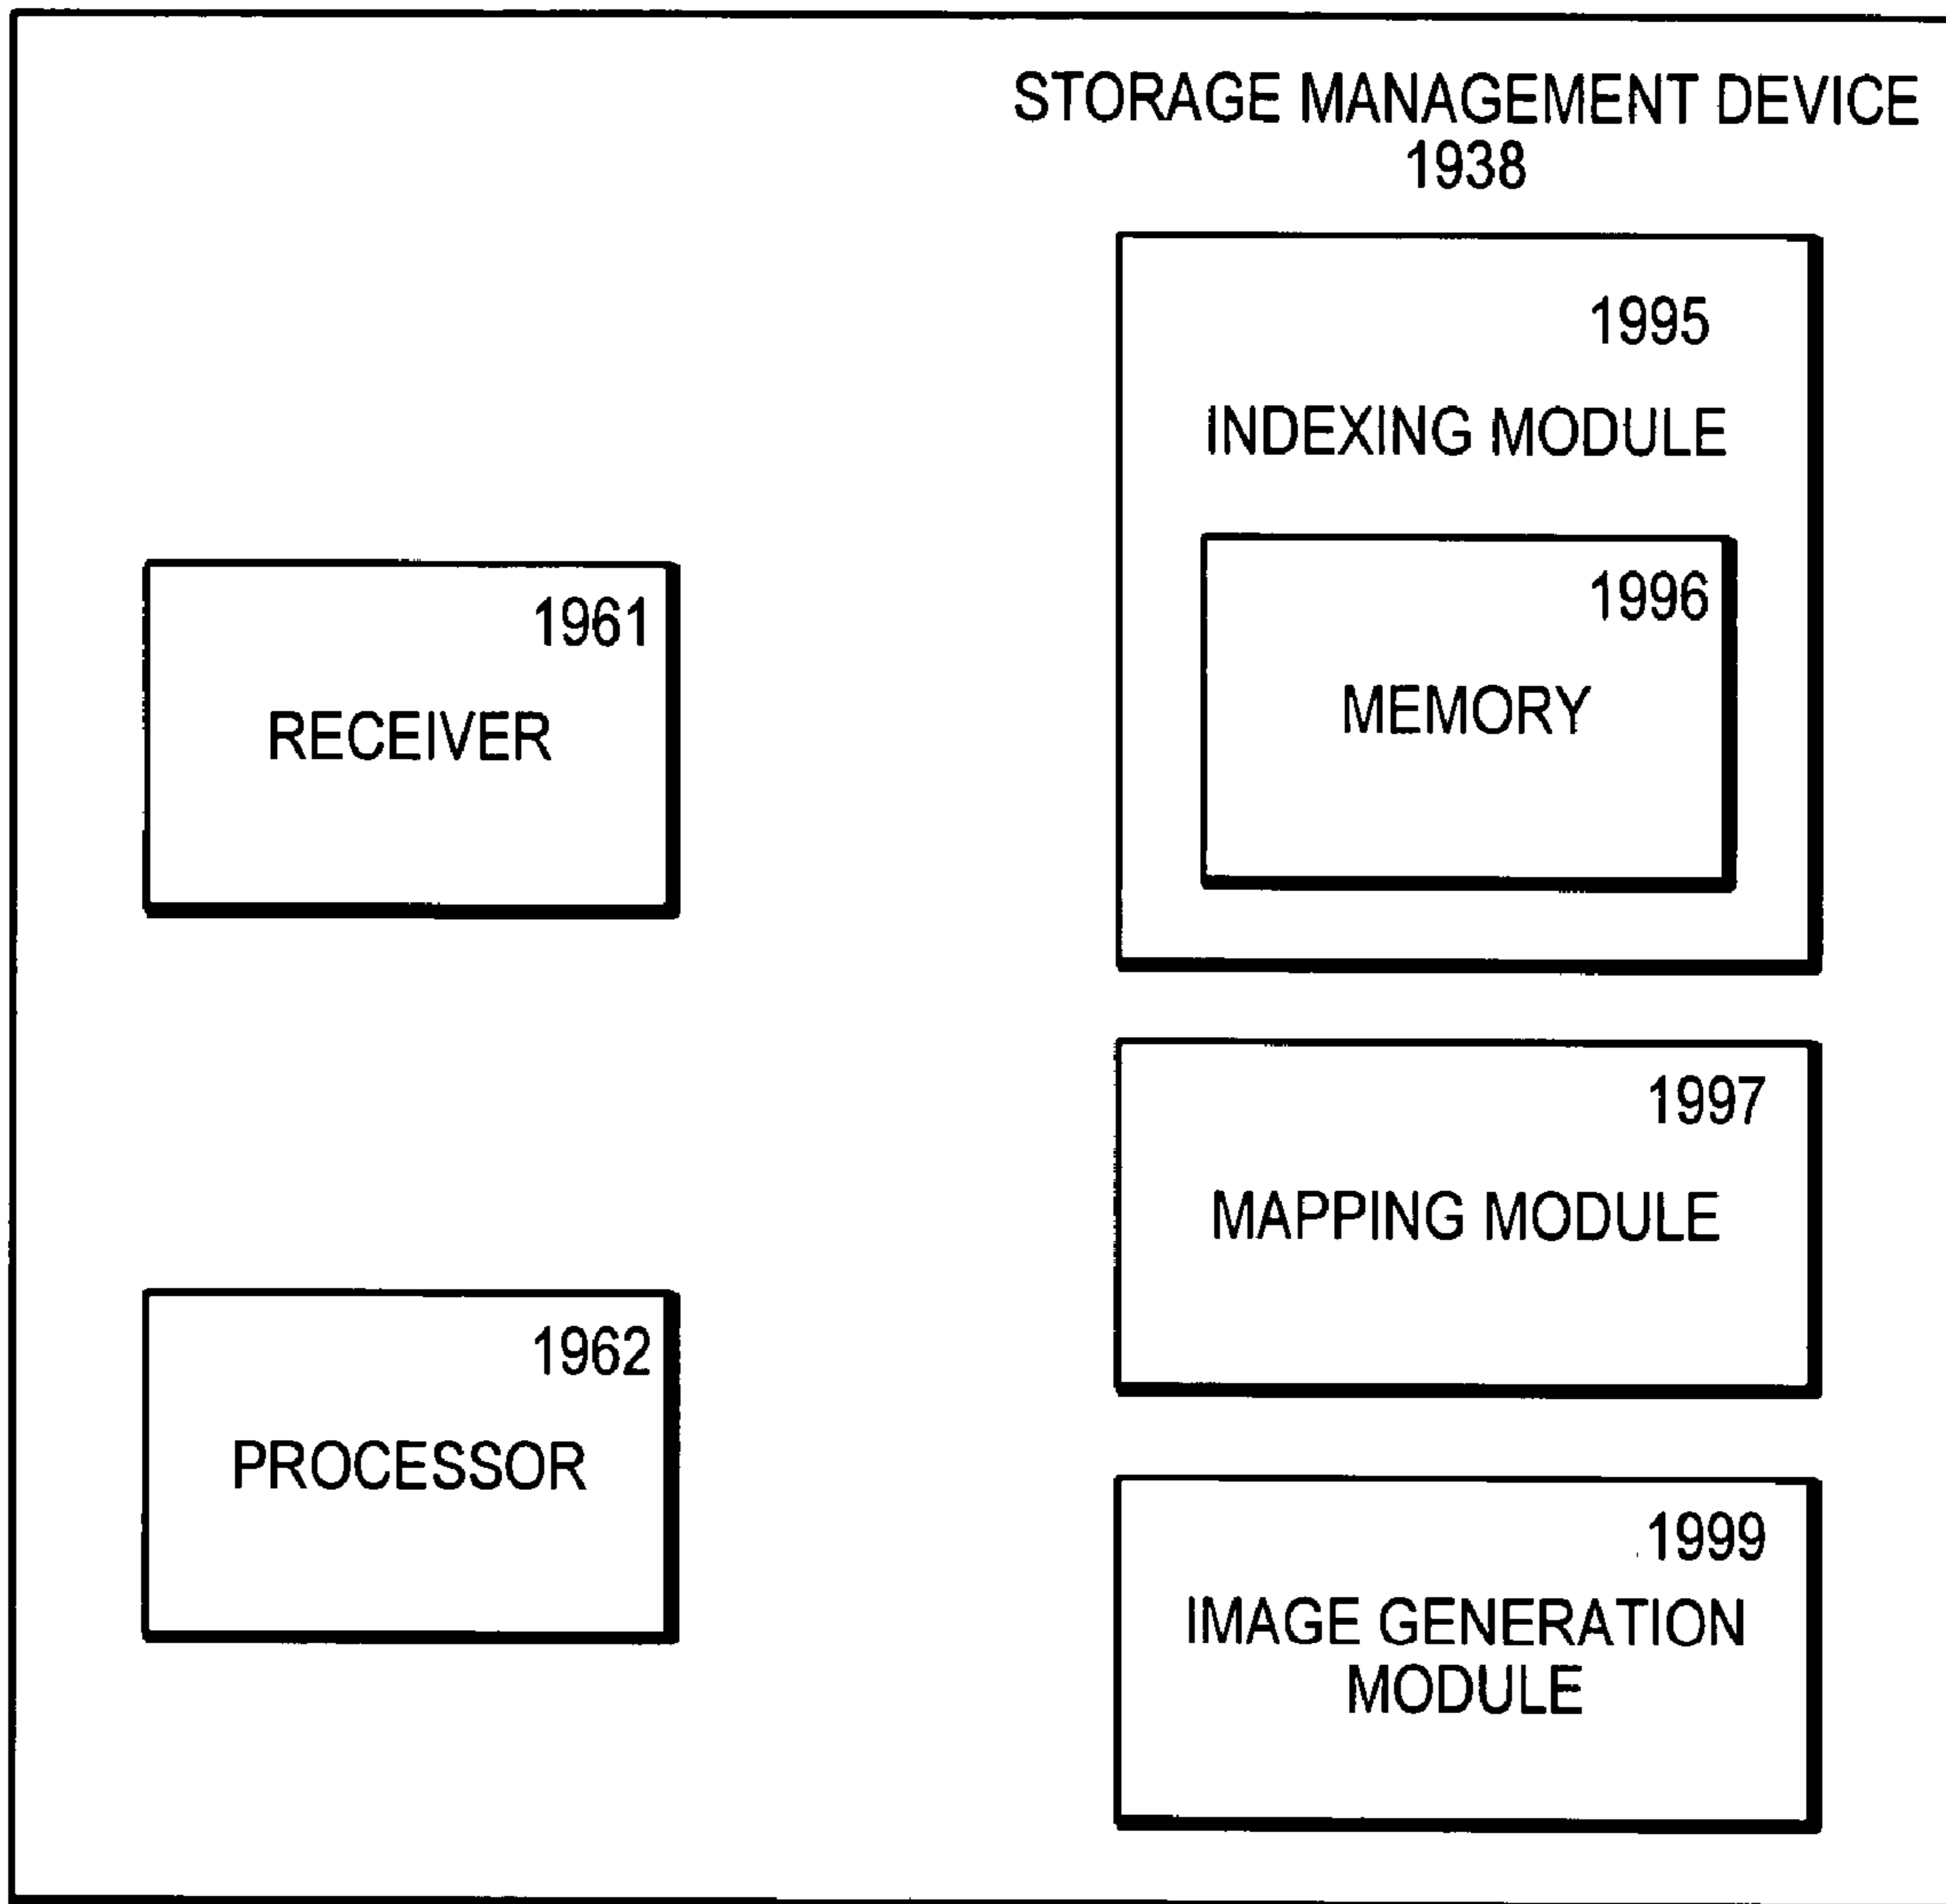 STORAGE MANAGEMENT DEVICE
1938
1995
INDEXING MODULE
1996
MEMORY
1961
RECEIVER
1997
MAPPING MODULE
1962
PROCESSOR
1999
IMAGE GENERATION
MODULE